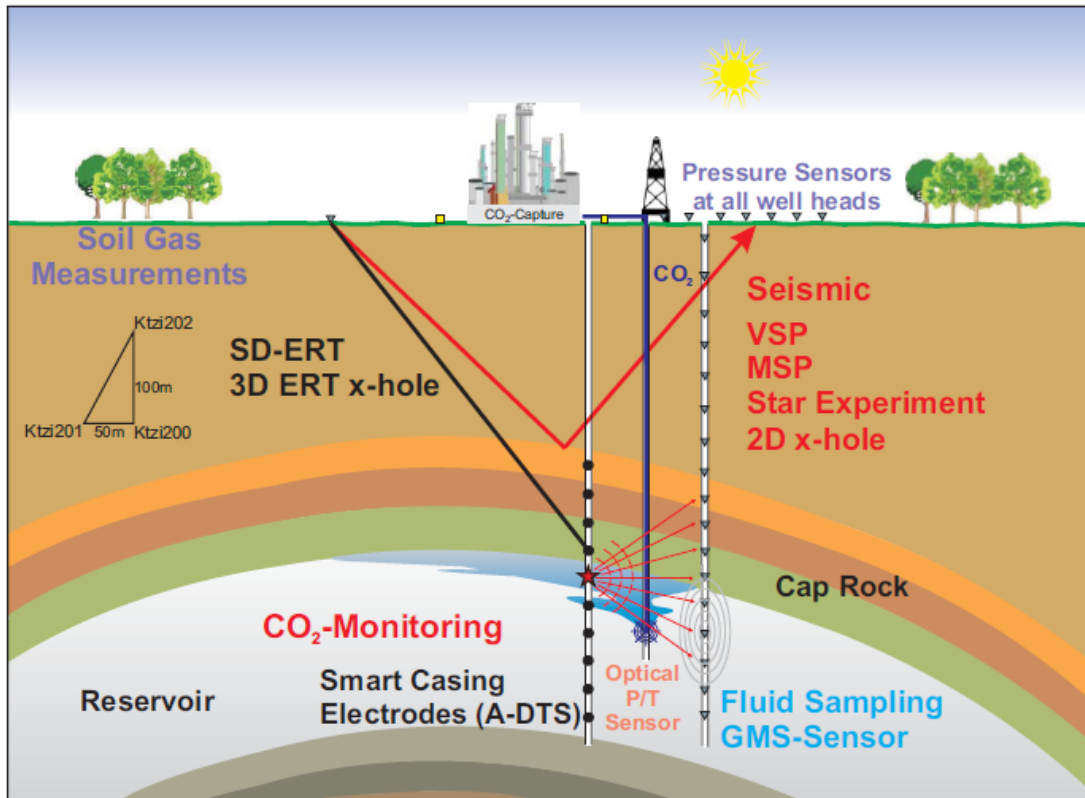 CO₂-Capture
Pressure Sensors
at all well heads
Soil Gas
Measurements
CO₂
Seismic
VSP
MSP
Star Experiment
2D x-hole
SD-ERT
3D ERT x-hole
Ktzi202
100m
Ktzi201
50m
Ktzi200
Cap Rock
CO₂-Monitoring
Reservoir
Smart Casing
Electrodes (A-DTS)
Optical
P/T
Sensor
Fluid Sampling
GMS-Sensor